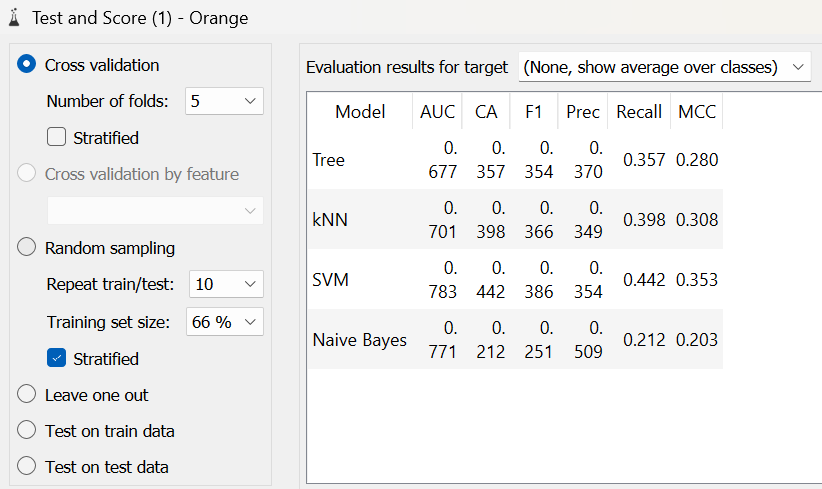 Test and Score (1) - Orange
Cross validation
Number of folds: 5
Stratified
Cross validation by feature
Random sampling
Repeat train/test: 10
Training set size: 66 %
Stratified
Leave one out
Test on train data
Test on test data
Evaluation results for target (None, show average over classes)
Model AUC CA F1 Prec Recall MCC
Tree 0.677 0.357 0.354 0.370 0.357 0.280
kNN 0.701 0.398 0.366 0.349 0.398 0.308
SVM 0.783 0.442 0.386 0.354 0.442 0.353
Naive Bayes 0.771 0.212 0.251 0.509 0.212 0.203